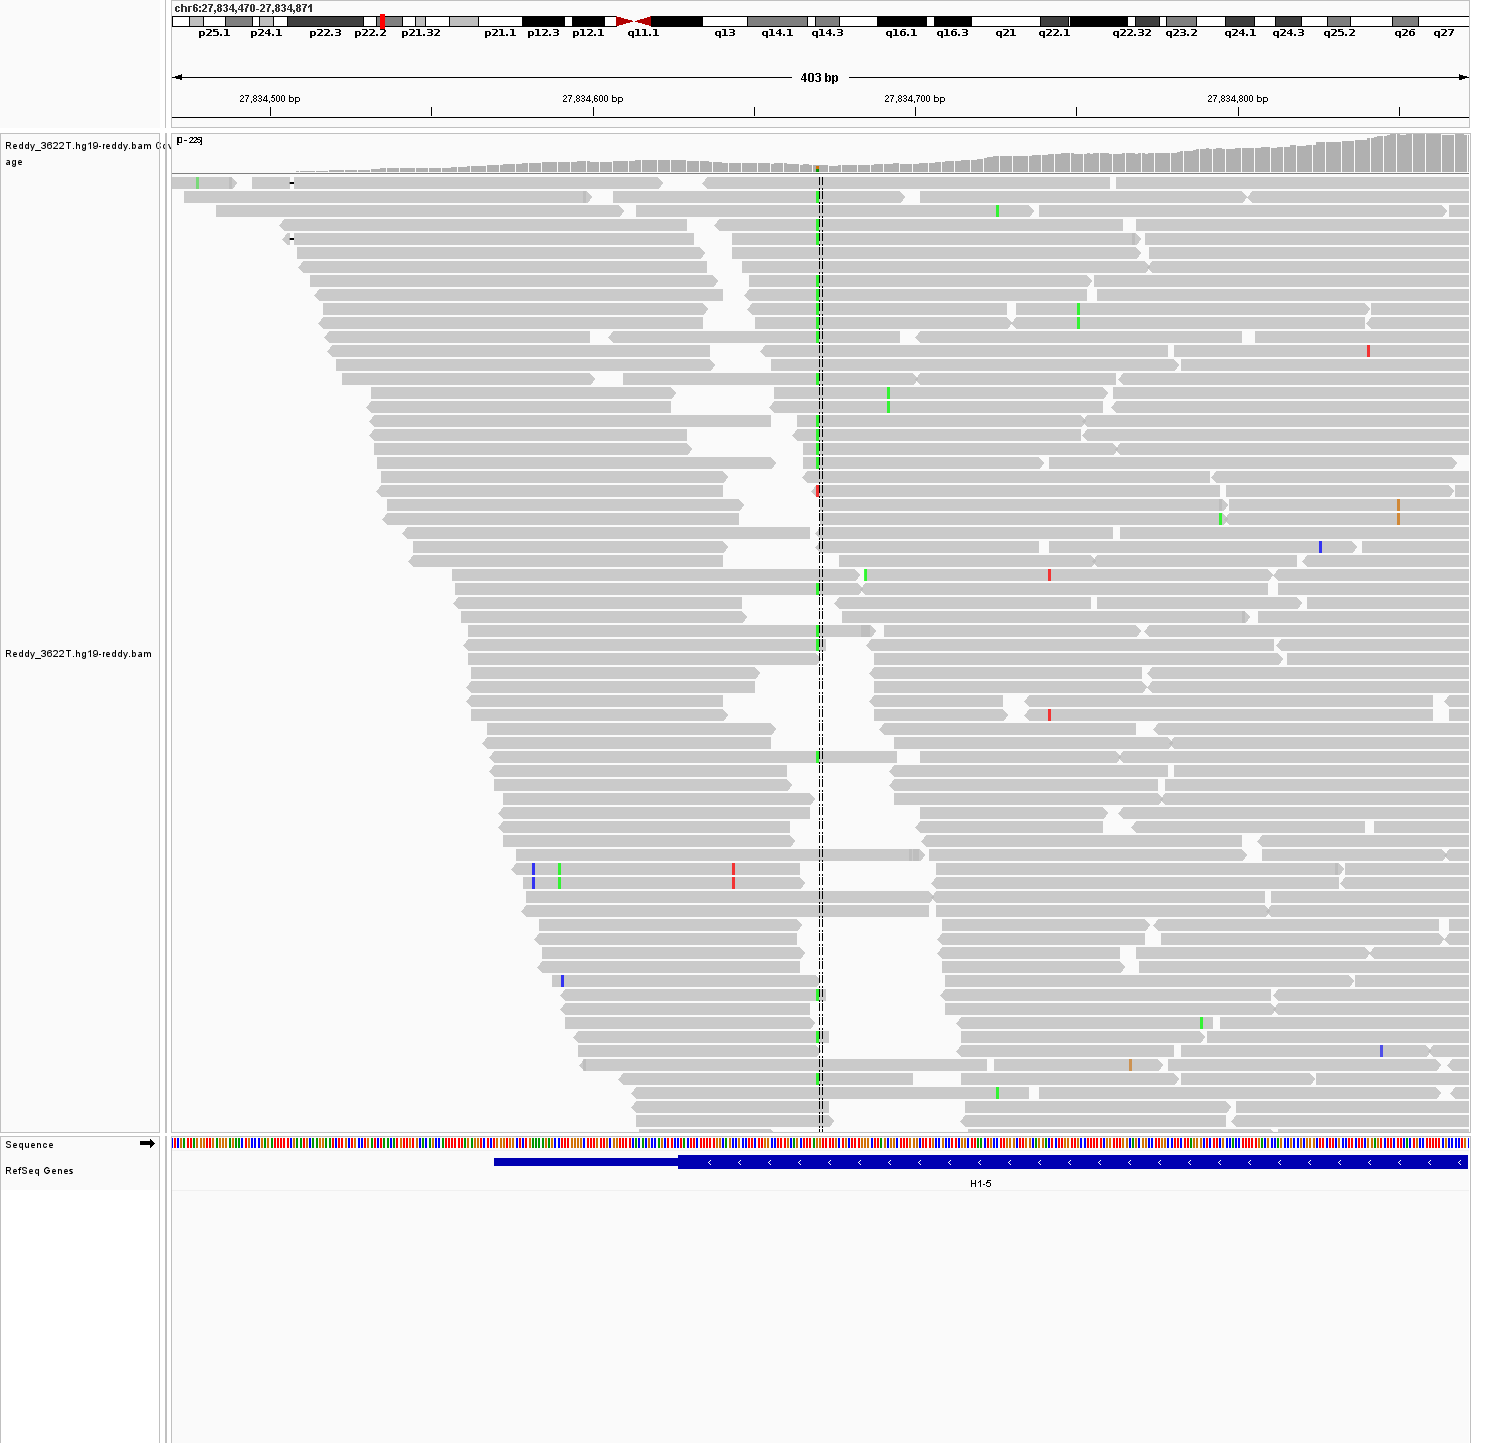 chr6:27,834,470-27,834,871
p25.1 p24.1 p22.3 p22.2 p21.32 p21.1 p12.3 p12.1 q11.1 q13 q14.1 q14.3 q16.1 q16.3 q21 q22.1 q22.32 q23.2 q24.1 q24.3 q25.2 q26 q27
403 bp
27,834,500 bp 27,834,600 bp 27,834,700 bp 27,834,800 bp
[0 - 225]
Reddy_3622T.hg19-reddy.bam Cov
age
Reddy_3622T.hg19-reddy.bam
Sequence
RefSeq Genes
H1-5